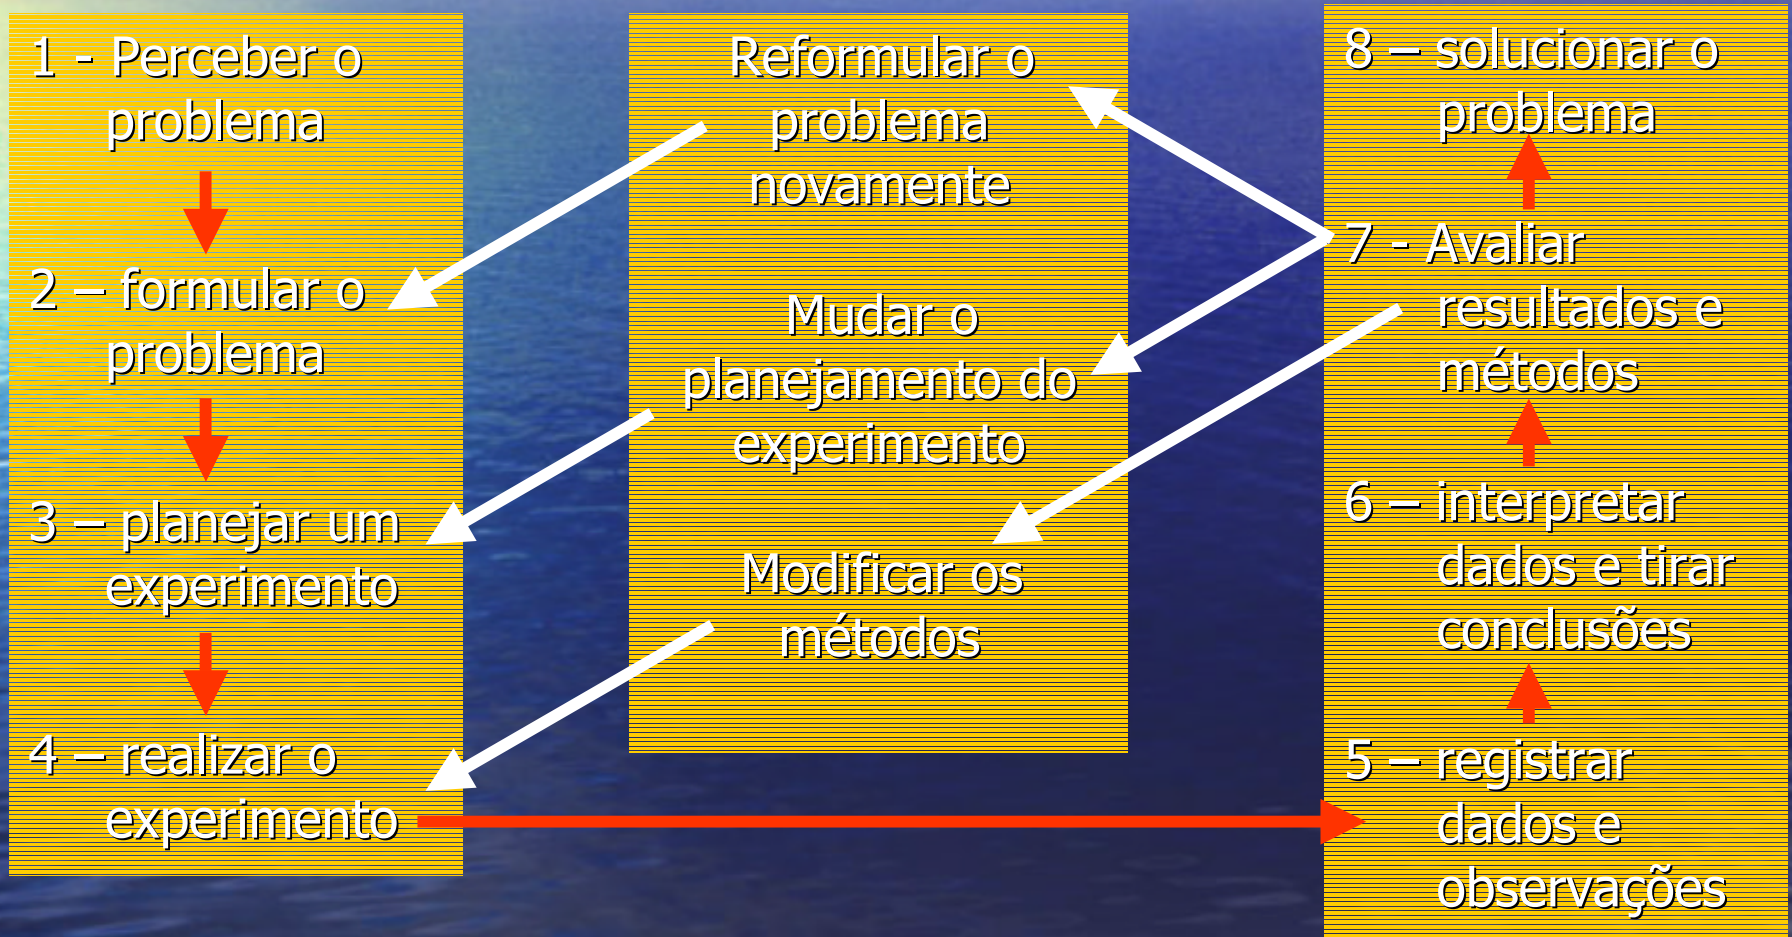 1 - Perceber o
problema
2 – formular o
problema
3 – planejar um
experimento
4 – realizar o
experimento
Reformular o
problema
novamente
Mudar o
planejamento do
experimento
Modificar os
métodos
8 – solucionar o
problema
7 - Avaliar
resultados e
métodos
6 – interpretar
dados e tirar
conclusões
5 – registrar
dados e
observações